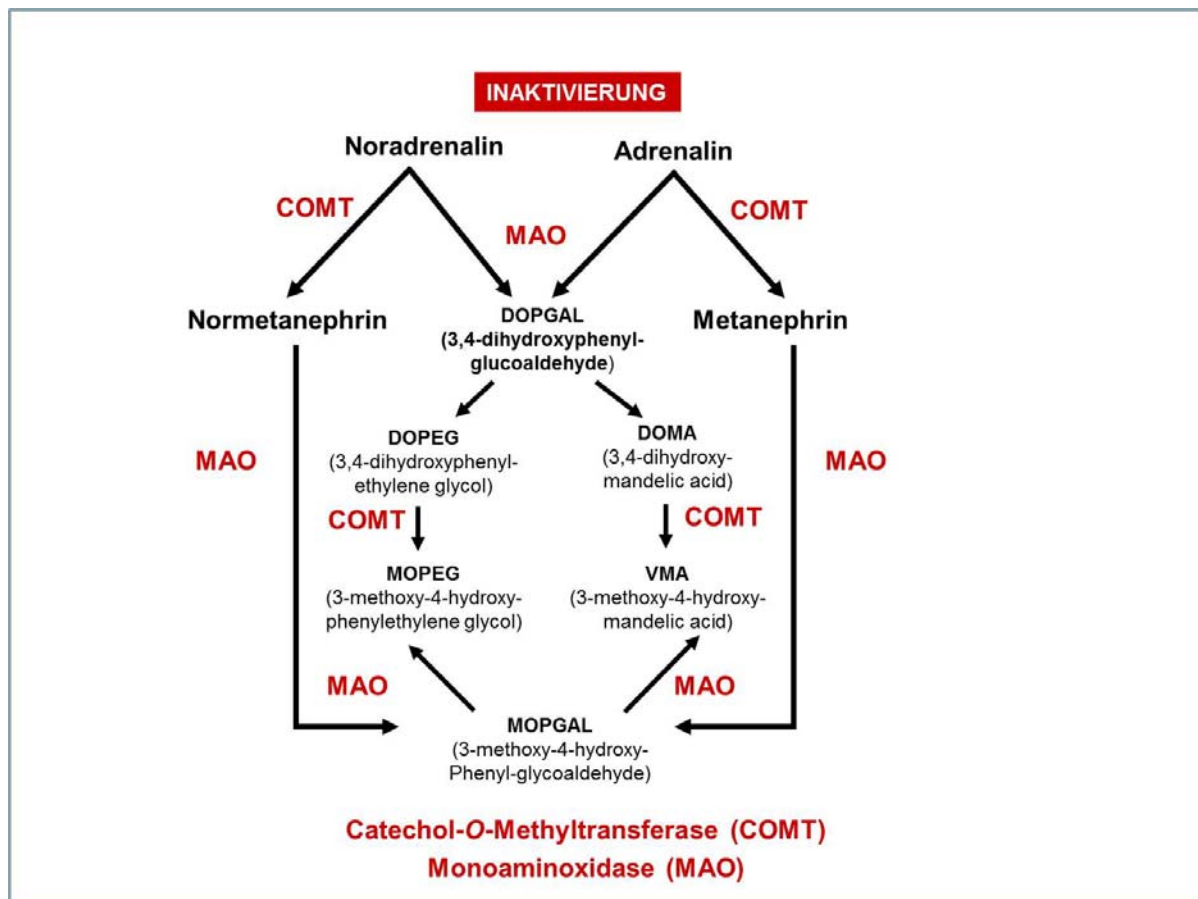 INAKTIVIERUNG
Noradrenalin
Adrenalin
COMT
MAO
COMT
Normetanephrin
DOPGAL
(3,4-dihydroxyphenyl-
glucoaldehyde)
Metanephrin
MAO
DOPEG
(3,4-dihydroxyphenyl-
ethylene glycol)
DOMA
(3,4-dihydroxy-
mandelic acid)
MAO
COMT
COMT
MOPEG
(3-methoxy-4-hydroxy-
phenylethylene glycol)
VMA
(3-methoxy-4-hydroxy-
mandelic acid)
MAO
MAO
MOPGAL
(3-methoxy-4-hydroxy-
Phenyl-glycoaldehyde)
Catechol-O-Methyltransferase (COMT)
Monoaminoxidase (MAO)